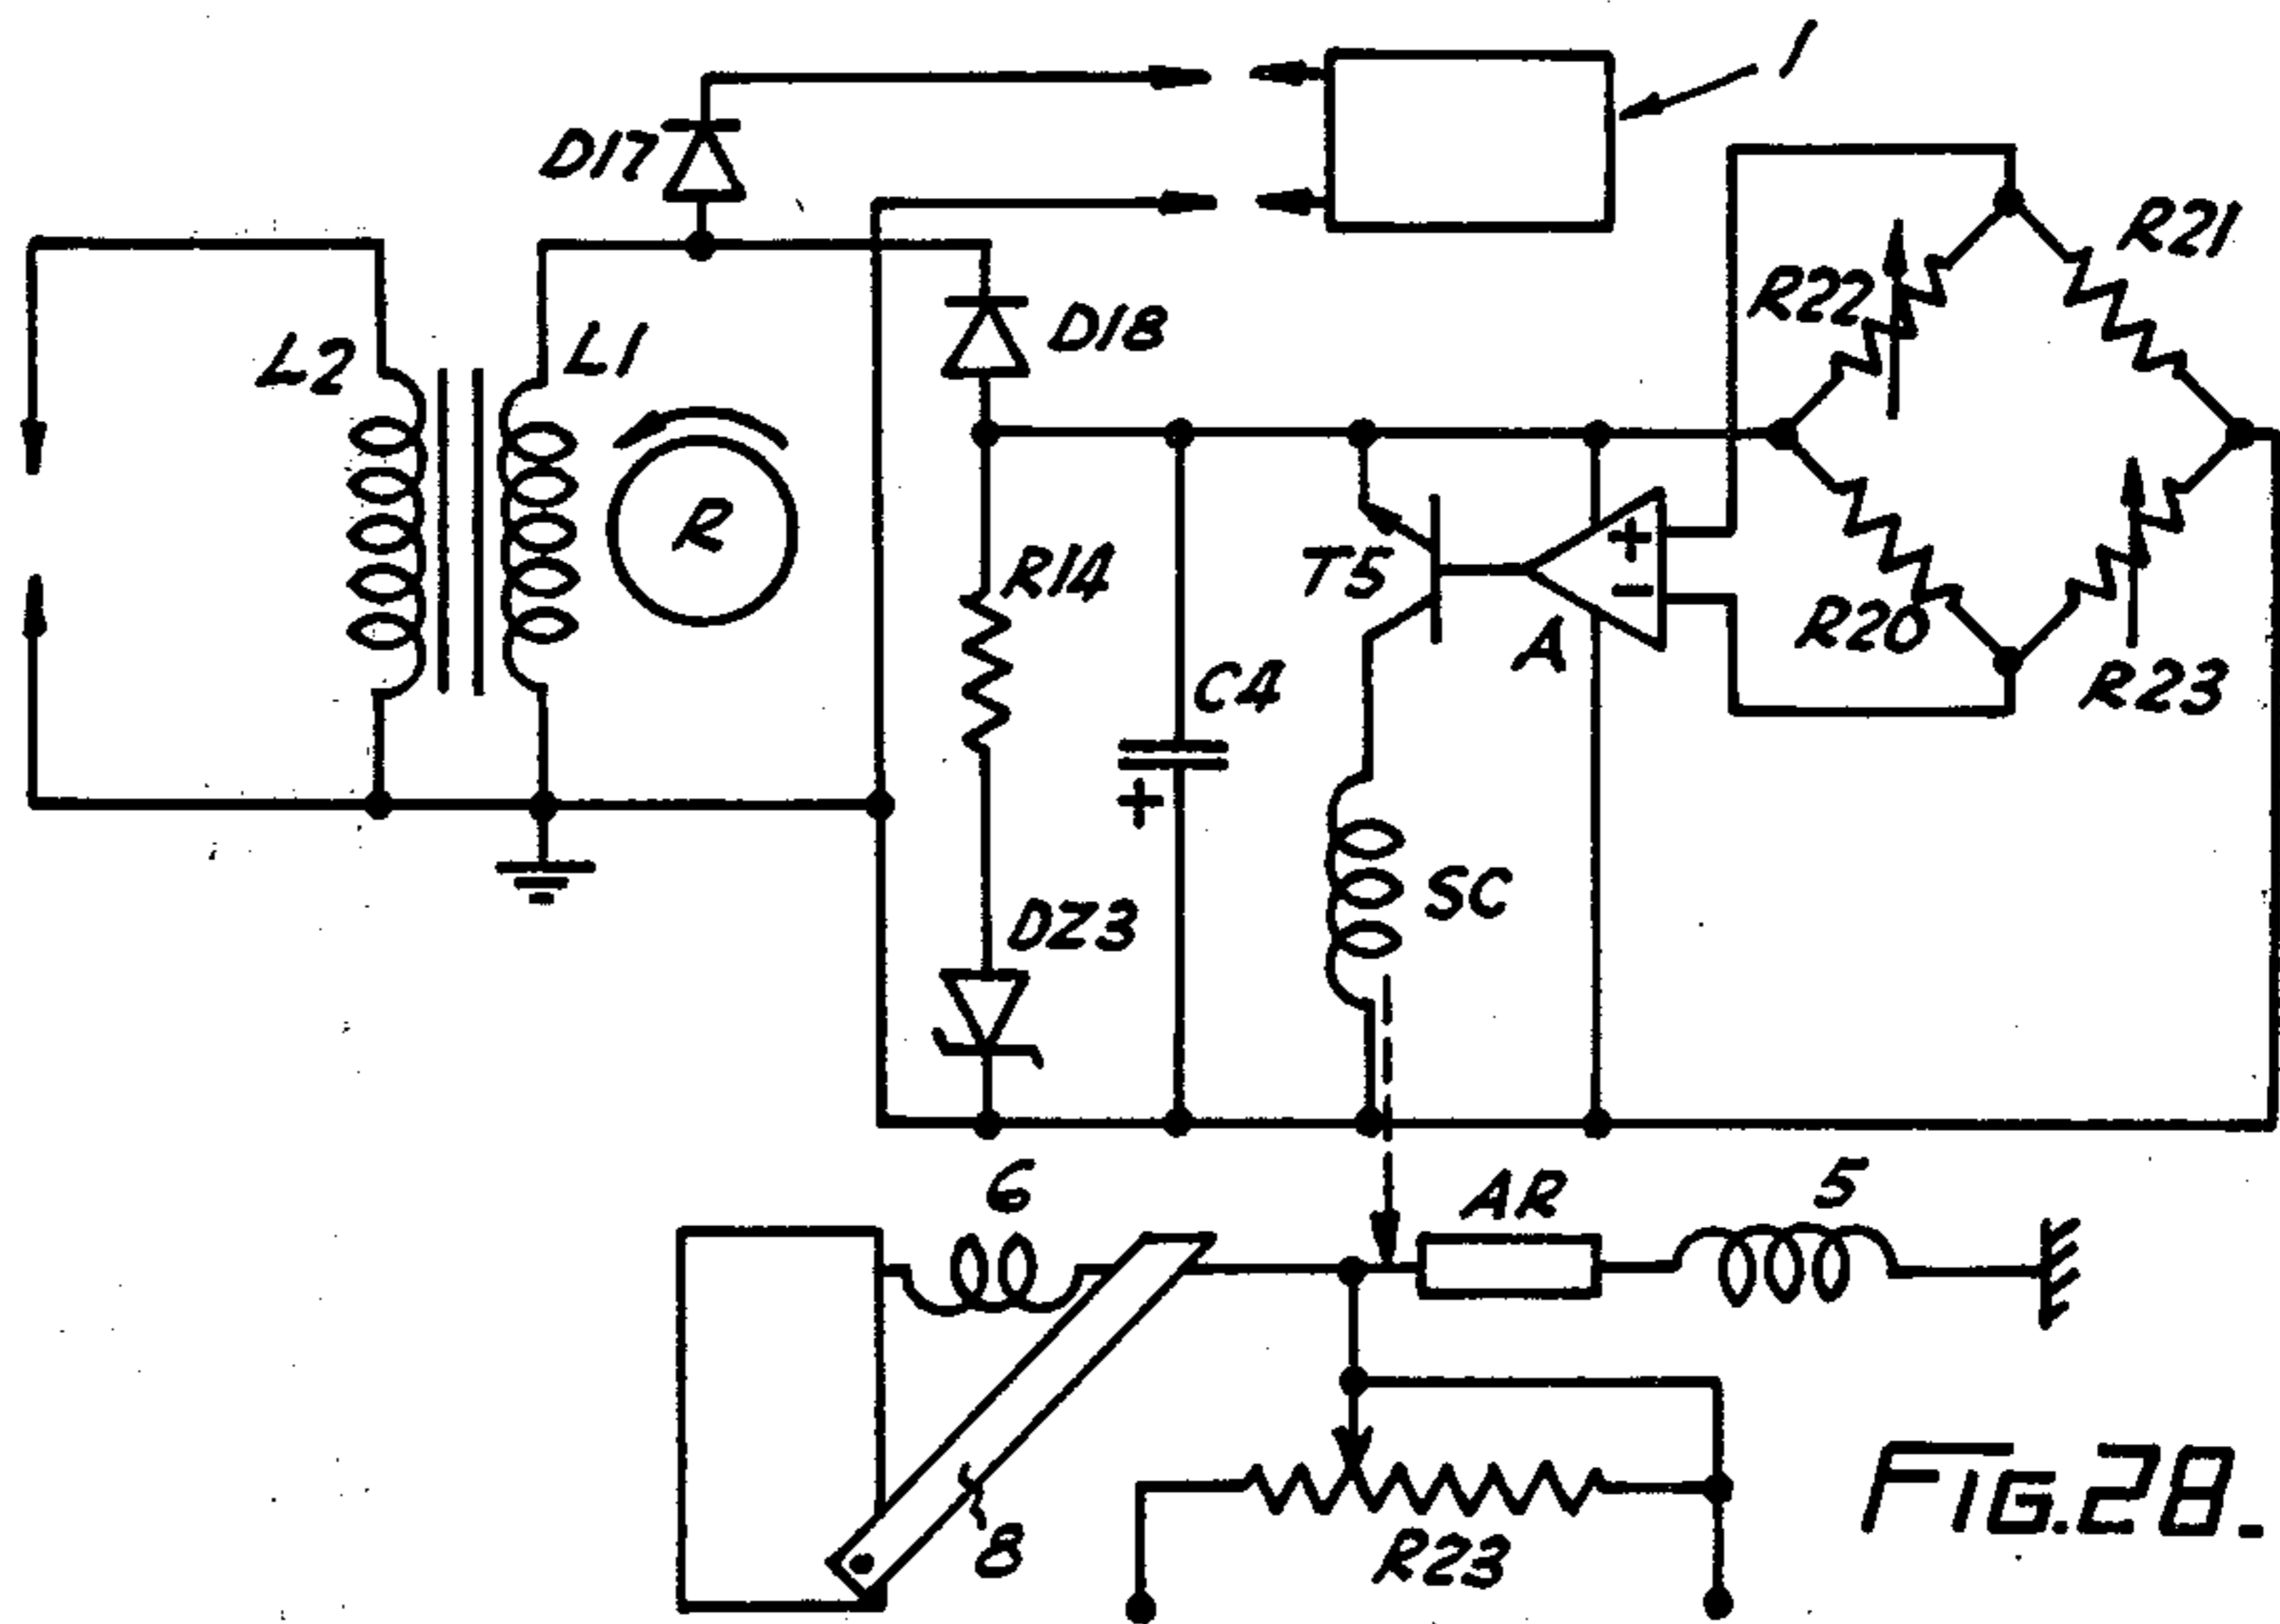 1
D17
R21
R22
D18
L2
L1
R
R14
T5
+
-
A
R20
R23
C4
+
SC
DZ3
6
AR
5
8
R23
FIG.28.